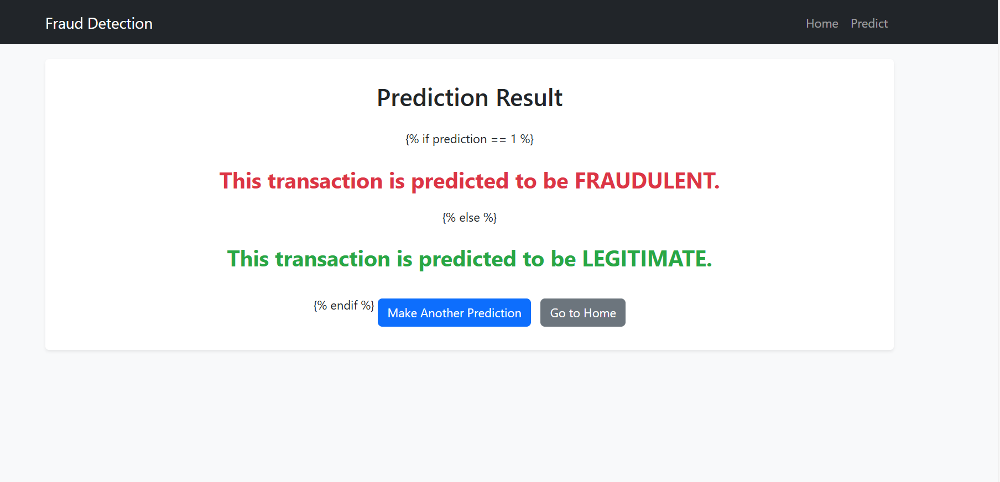 Fraud Detection Home Predict
Prediction Result
{% if prediction == 1 %}
This transaction is predicted to be FRAUDULENT.
{% else %}
This transaction is predicted to be LEGITIMATE.
{% endif %} Make Another Prediction Go to Home